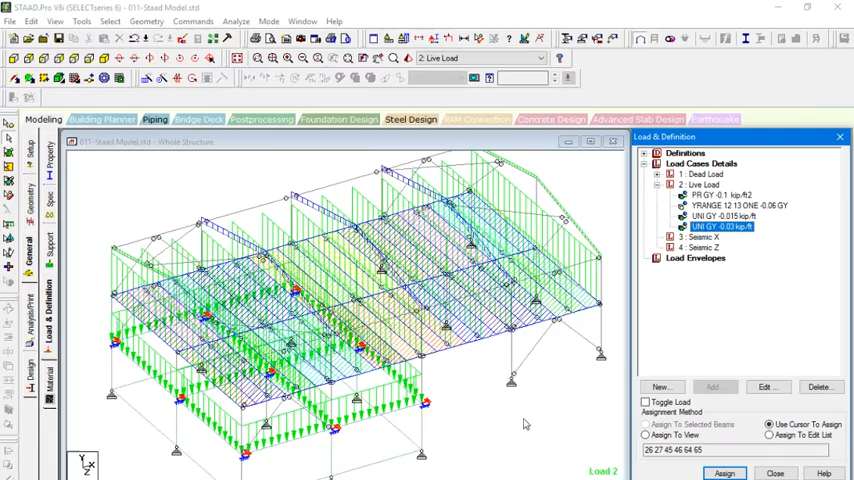 STAAD.Pro V8i (SELECTseries 6) - 011-Staad Model.std
File Edit View Tools Select Geometry Commands Analyze Mode Window Help
2: Live Load
Modeling Building Planner Piping Bridge Deck Postprocessing Foundation Design Steel Design RAM Connection Concrete Design Advanced Slab Design Earthquake
011-Staad Model.std - Whole Structure
Load & Definition
Definitions
Load Cases Details
1 : Dead Load
2 : Live Load
PR GY -0.1 kip/ft2
YRANGE 12 13 ONE -0.06 GY
UNI GY -0.015 kip/ft
UNI GY -0.03 kip/ft
3 : Seismic X
4 : Seismic Z
Load Envelopes
Setup
Geometry
General
Analysis/Print
Design
Property
Spec
Support
Load & Definition
Material
New...
Add...
Edit ...
Delete...
Toggle Load
Assignment Method
Assign To Selected Beams
Use Cursor To Assign
Assign To View
Assign To Edit List
26 27 45 46 64 65
Assign
Close
Help
Y
X
Z
Load 2